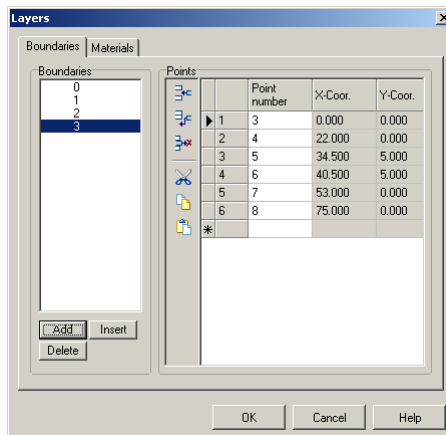 Layers
Boundaries Materials
Boundaries
0
1
2
3
Add Insert
Delete
Points
Point number X-Coor. Y-Coor.
1 3 0.000 0.000
2 4 22.000 0.000
3 5 34.500 5.000
4 6 40.500 5.000
5 7 53.000 0.000
6 8 75.000 0.000
OK Cancel Help